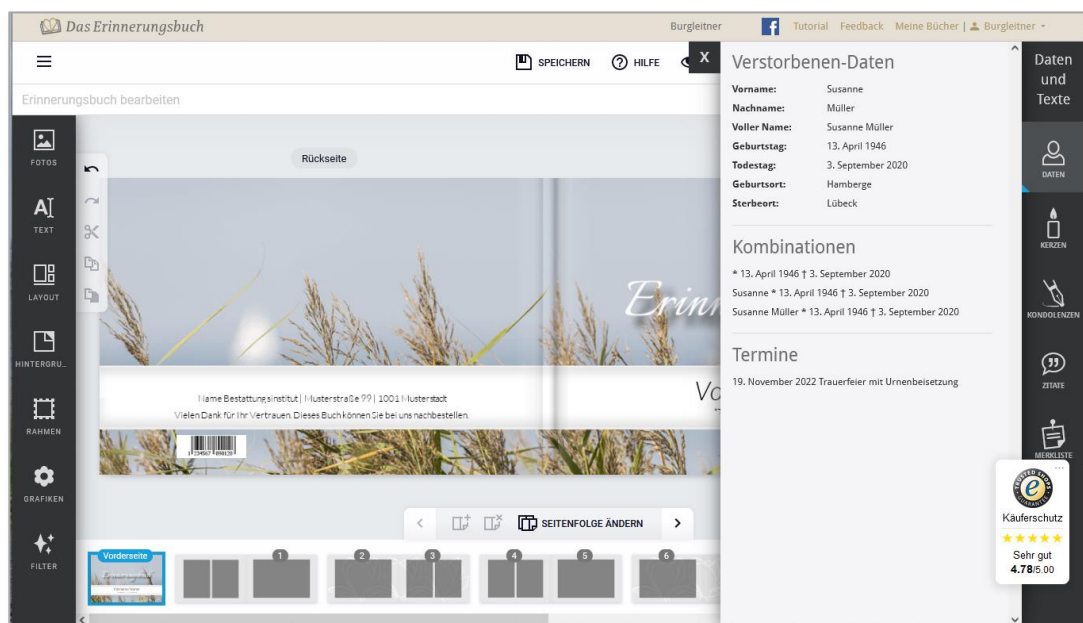 Das Erinnerungsbuch
Burgleitner
Tutorial Feedback Meine Bücher | Burgleitner
SPEICHERN
HILFE
X
Erinnerungsbuch bearbeiten
FOTOS
TEXT
LAYOUT
HINTERGRU...
RAHMEN
GRAFIKEN
FILTER
Rückseite
Erinn
Name Bestattungsinstitut | Musterstraße 99 | 1001 Musterstadt
Vielen Dank für Ihr Vertrauen. Dieses Buch können Sie bei uns nachbestellen.
Vo
SEITENFOLGE ÄNDERN
Vorderseite
1
2
3
4
5
6
Verstorbenen-Daten
Vorname: Susanne
Nachname: Müller
Voller Name: Susanne Müller
Geburtstag: 13. April 1946
Todestag: 3. September 2020
Geburtsort: Hamberge
Sterbeort: Lübeck
Kombinationen
* 13. April 1946 † 3. September 2020
Susanne * 13. April 1946 † 3. September 2020
Susanne Müller * 13. April 1946 † 3. September 2020
Termine
19. November 2022 Trauerfeier mit Urnenbeisetzung
Daten
und
Texte
DATEN
KERZEN
KONDOLENZEN
ZITATE
MERKLISTE
TRUSTED SHOPS
GUARANTEE
Käuferschutz
Sehr gut
4.78/5.00